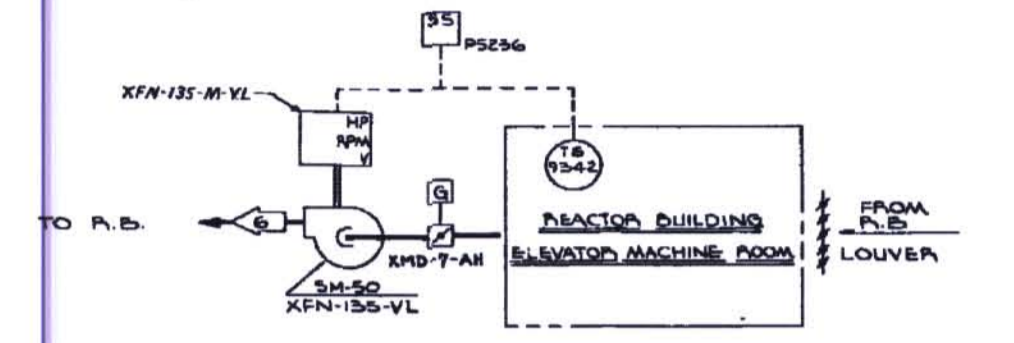 SS
PS236
XFN-135-M-VL
HP
RPM
V
TS
9342
G
TO R.B.
6
REACTOR BUILDING
ELEVATOR MACHINE ROOM
FROM
R.B
LOUVER
XMD-7-AH
SM-50
XFN-135-VL